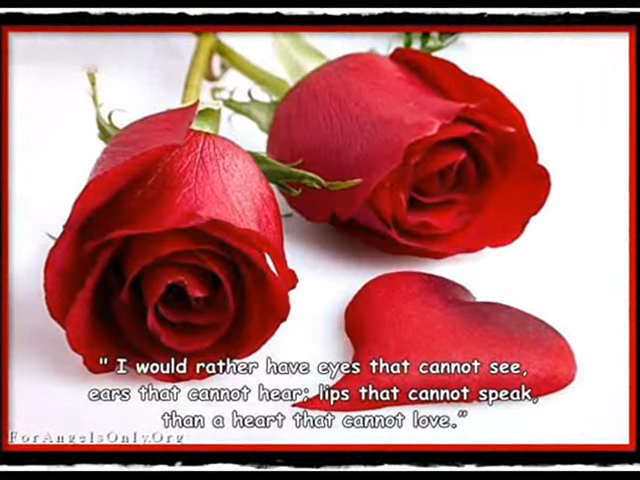 " I would rather have eyes that cannot see,
ears that cannot hear; lips that cannot speak,
than a heart that cannot love."
ForAngelsOnly.Org